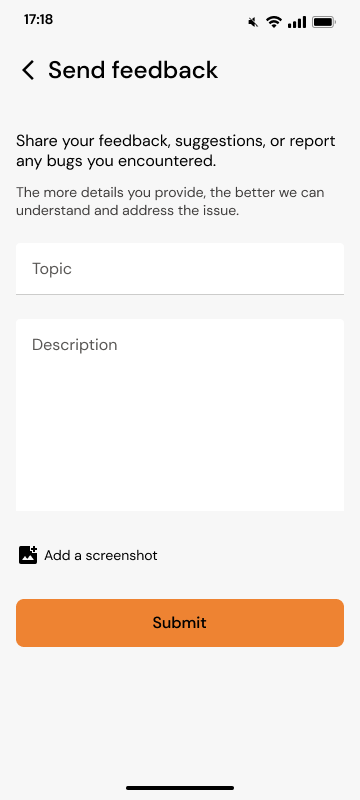 17:18
Send feedback
Share your feedback, suggestions, or report
any bugs you encountered.
The more details you provide, the better we can
understand and address the issue.
Topic
Description
Add a screenshot
Submit